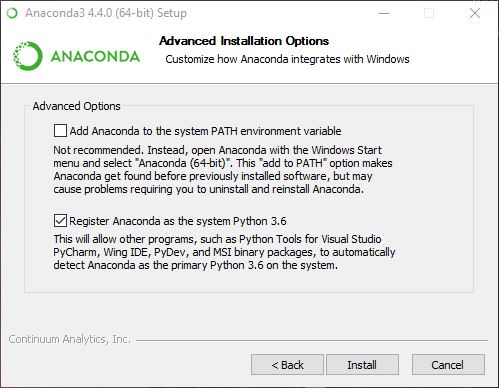 Anaconda3 4.4.0 (64-bit) Setup
ANACONDA
Advanced Installation Options
Customize how Anaconda integrates with Windows
Advanced Options
Add Anaconda to the system PATH environment variable
Not recommended. Instead, open Anaconda with the Windows Start
menu and select "Anaconda (64-bit)". This "add to PATH" option makes
Anaconda get found before previously installed software, but may
cause problems requiring you to uninstall and reinstall Anaconda.
Register Anaconda as the system Python 3.6
This will allow other programs, such as Python Tools for Visual Studio
PyCharm, Wing IDE, PyDev, and MSI binary packages, to automatically
detect Anaconda as the primary Python 3.6 on the system.
Continuum Analytics, Inc.
< Back
Install
Cancel